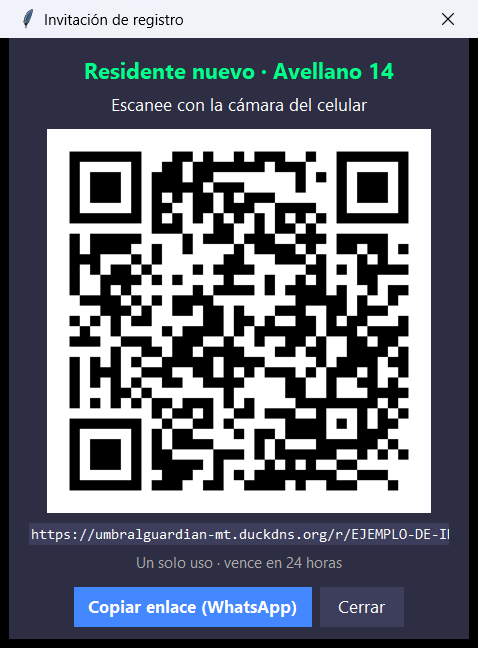 Invitación de registro
Residente nuevo · Avellano 14
Escanee con la cámara del celular
https://umbralguardian-mt.duckdns.org/r/EJEMPLO-DE-I
Un solo uso · vence en 24 horas
Copiar enlace (WhatsApp)
Cerrar